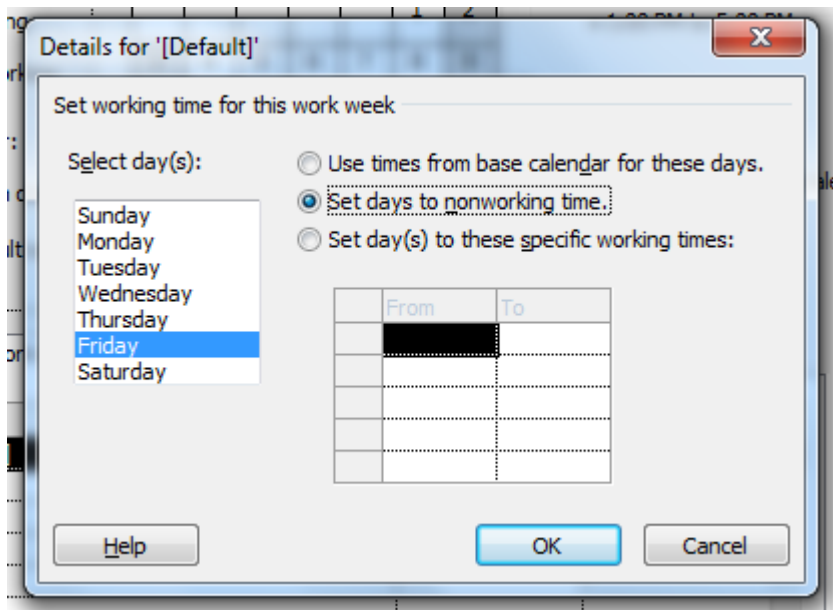 1 2
Details for '[Default]'
Set working time for this work week
Select day(s):
Use times from base calendar for these days.
Set days to nonworking time.
Set day(s) to these specific working times:
Sunday
Monday
Tuesday
Wednesday
Thursday
Friday
Saturday
From To
Help OK Cancel